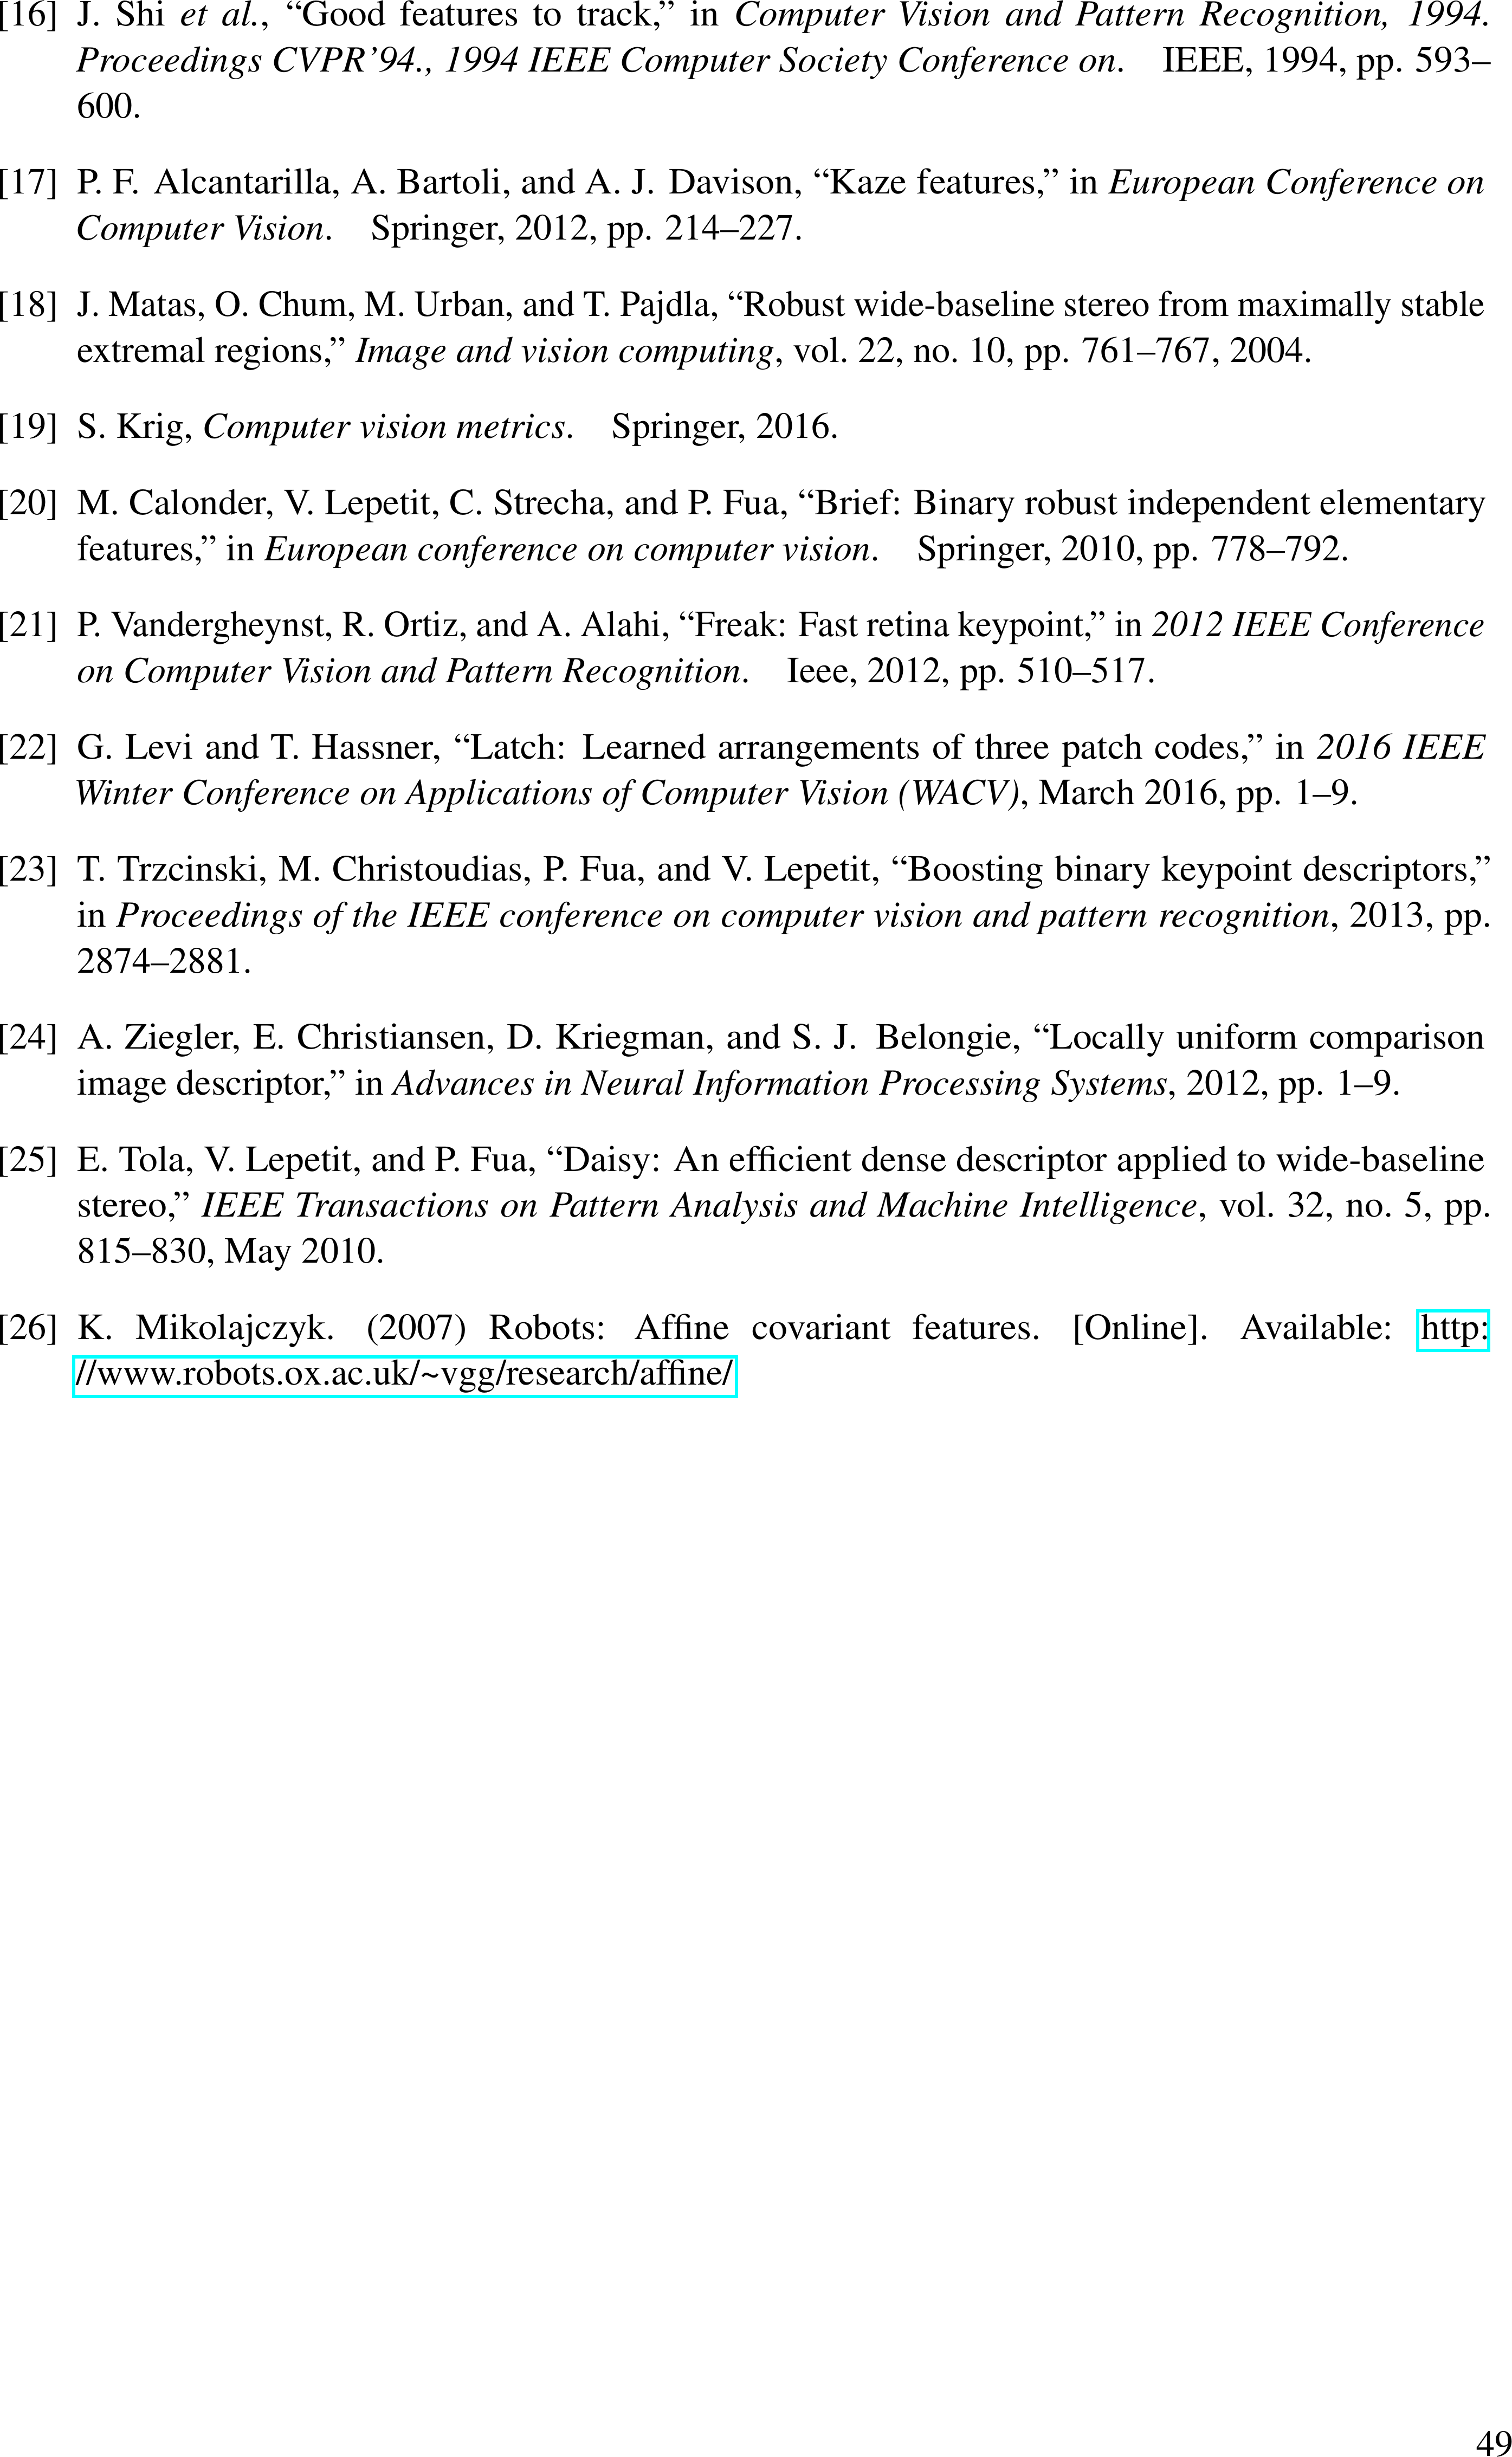 [16] J. Shi et al., “Good features to track,” in Computer Vision and Pattern Recognition, 1994.
Proceedings CVPR’94., 1994 IEEE Computer Society Conference on. IEEE, 1994, pp. 593–
600.
[17] P. F. Alcantarilla, A. Bartoli, and A. J. Davison, “Kaze features,” in European Conference on
Computer Vision. Springer, 2012, pp. 214–227.
[18] J. Matas, O. Chum, M. Urban, and T. Pajdla, “Robust wide-baseline stereo from maximally stable
extremal regions,” Image and vision computing, vol. 22, no. 10, pp. 761–767, 2004.
[19] S. Krig, Computer vision metrics. Springer, 2016.
[20] M. Calonder, V. Lepetit, C. Strecha, and P. Fua, “Brief: Binary robust independent elementary
features,” in European conference on computer vision. Springer, 2010, pp. 778–792.
[21] P. Vandergheynst, R. Ortiz, and A. Alahi, “Freak: Fast retina keypoint,” in 2012 IEEE Conference
on Computer Vision and Pattern Recognition. Ieee, 2012, pp. 510–517.
[22] G. Levi and T. Hassner, “Latch: Learned arrangements of three patch codes,” in 2016 IEEE
Winter Conference on Applications of Computer Vision (WACV), March 2016, pp. 1–9.
[23] T. Trzcinski, M. Christoudias, P. Fua, and V. Lepetit, “Boosting binary keypoint descriptors,”
in Proceedings of the IEEE conference on computer vision and pattern recognition, 2013, pp.
2874–2881.
[24] A. Ziegler, E. Christiansen, D. Kriegman, and S. J. Belongie, “Locally uniform comparison
image descriptor,” in Advances in Neural Information Processing Systems, 2012, pp. 1–9.
[25] E. Tola, V. Lepetit, and P. Fua, “Daisy: An efficient dense descriptor applied to wide-baseline
stereo,” IEEE Transactions on Pattern Analysis and Machine Intelligence, vol. 32, no. 5, pp.
815–830, May 2010.
[26] K. Mikolajczyk. (2007) Robots: Affine covariant features. [Online]. Available: http:
//www.robots.ox.ac.uk/~vgg/research/affine/
49